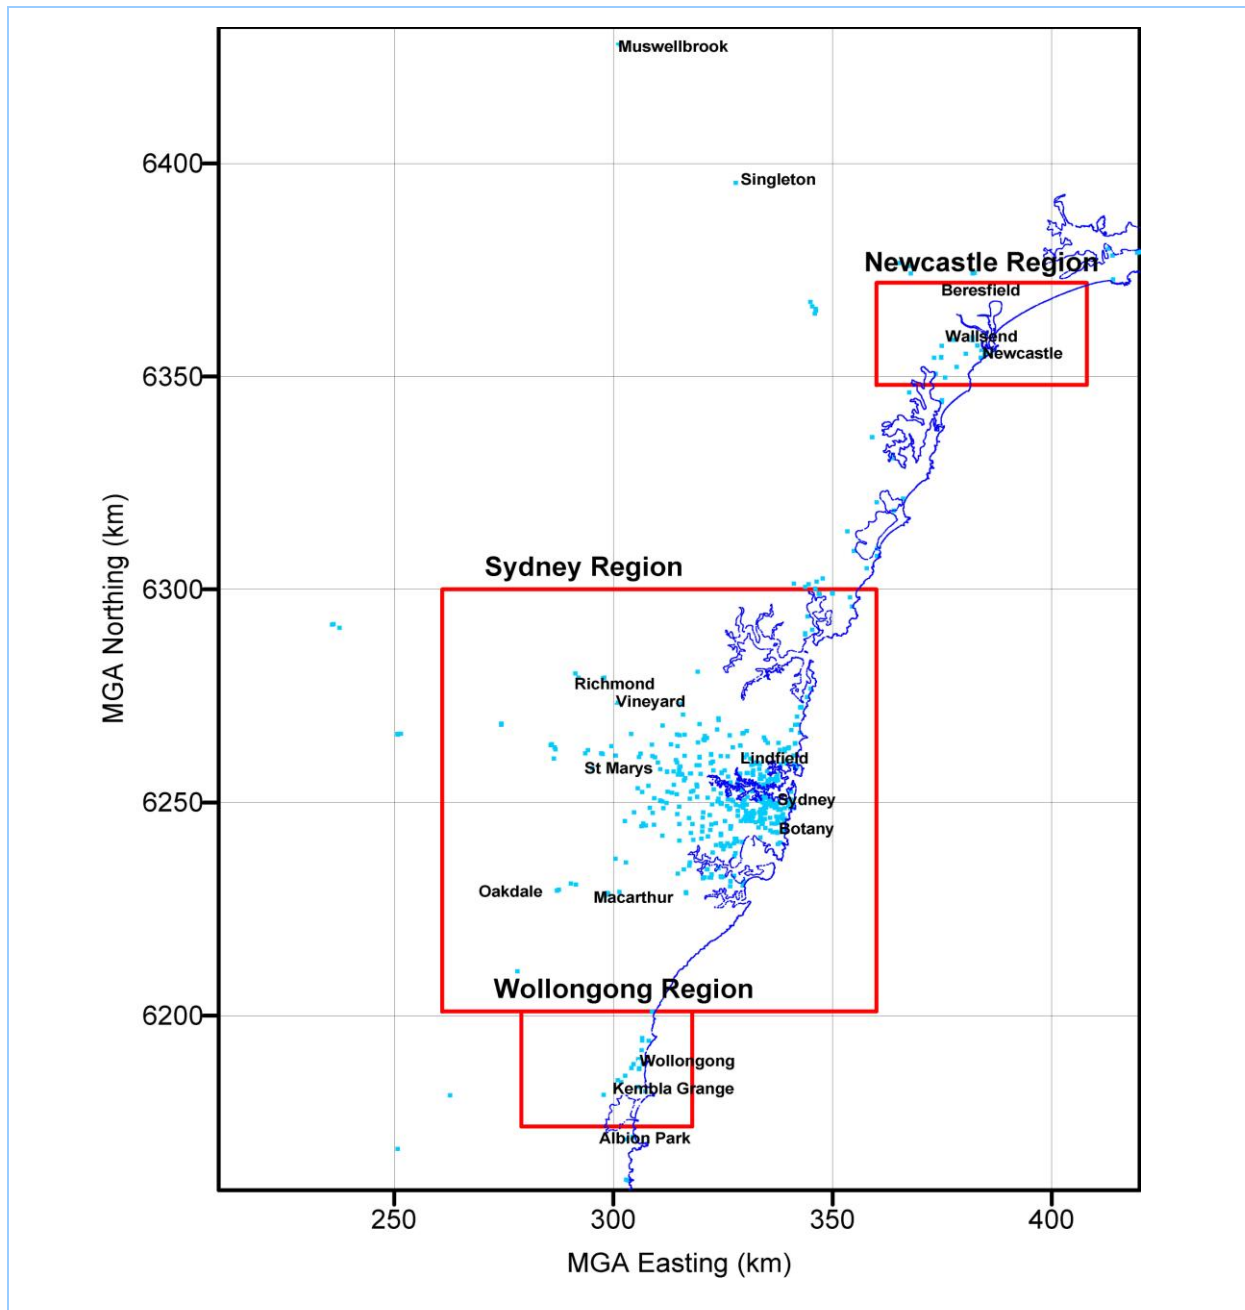 Muswellbrook
6400
Singleton
Newcastle Region
Beresfield
Wallsend
Newcastle
6350
MGA Northing (km)
Sydney Region
6300
Richmond
Vineyard
Lindfield
St Marys
6250
Sydney
Botany
Oakdale
Macarthur
Wollongong Region
6200
Wollongong
Kembla Grange
Albion Park
250 300 350 400
MGA Easting (km)